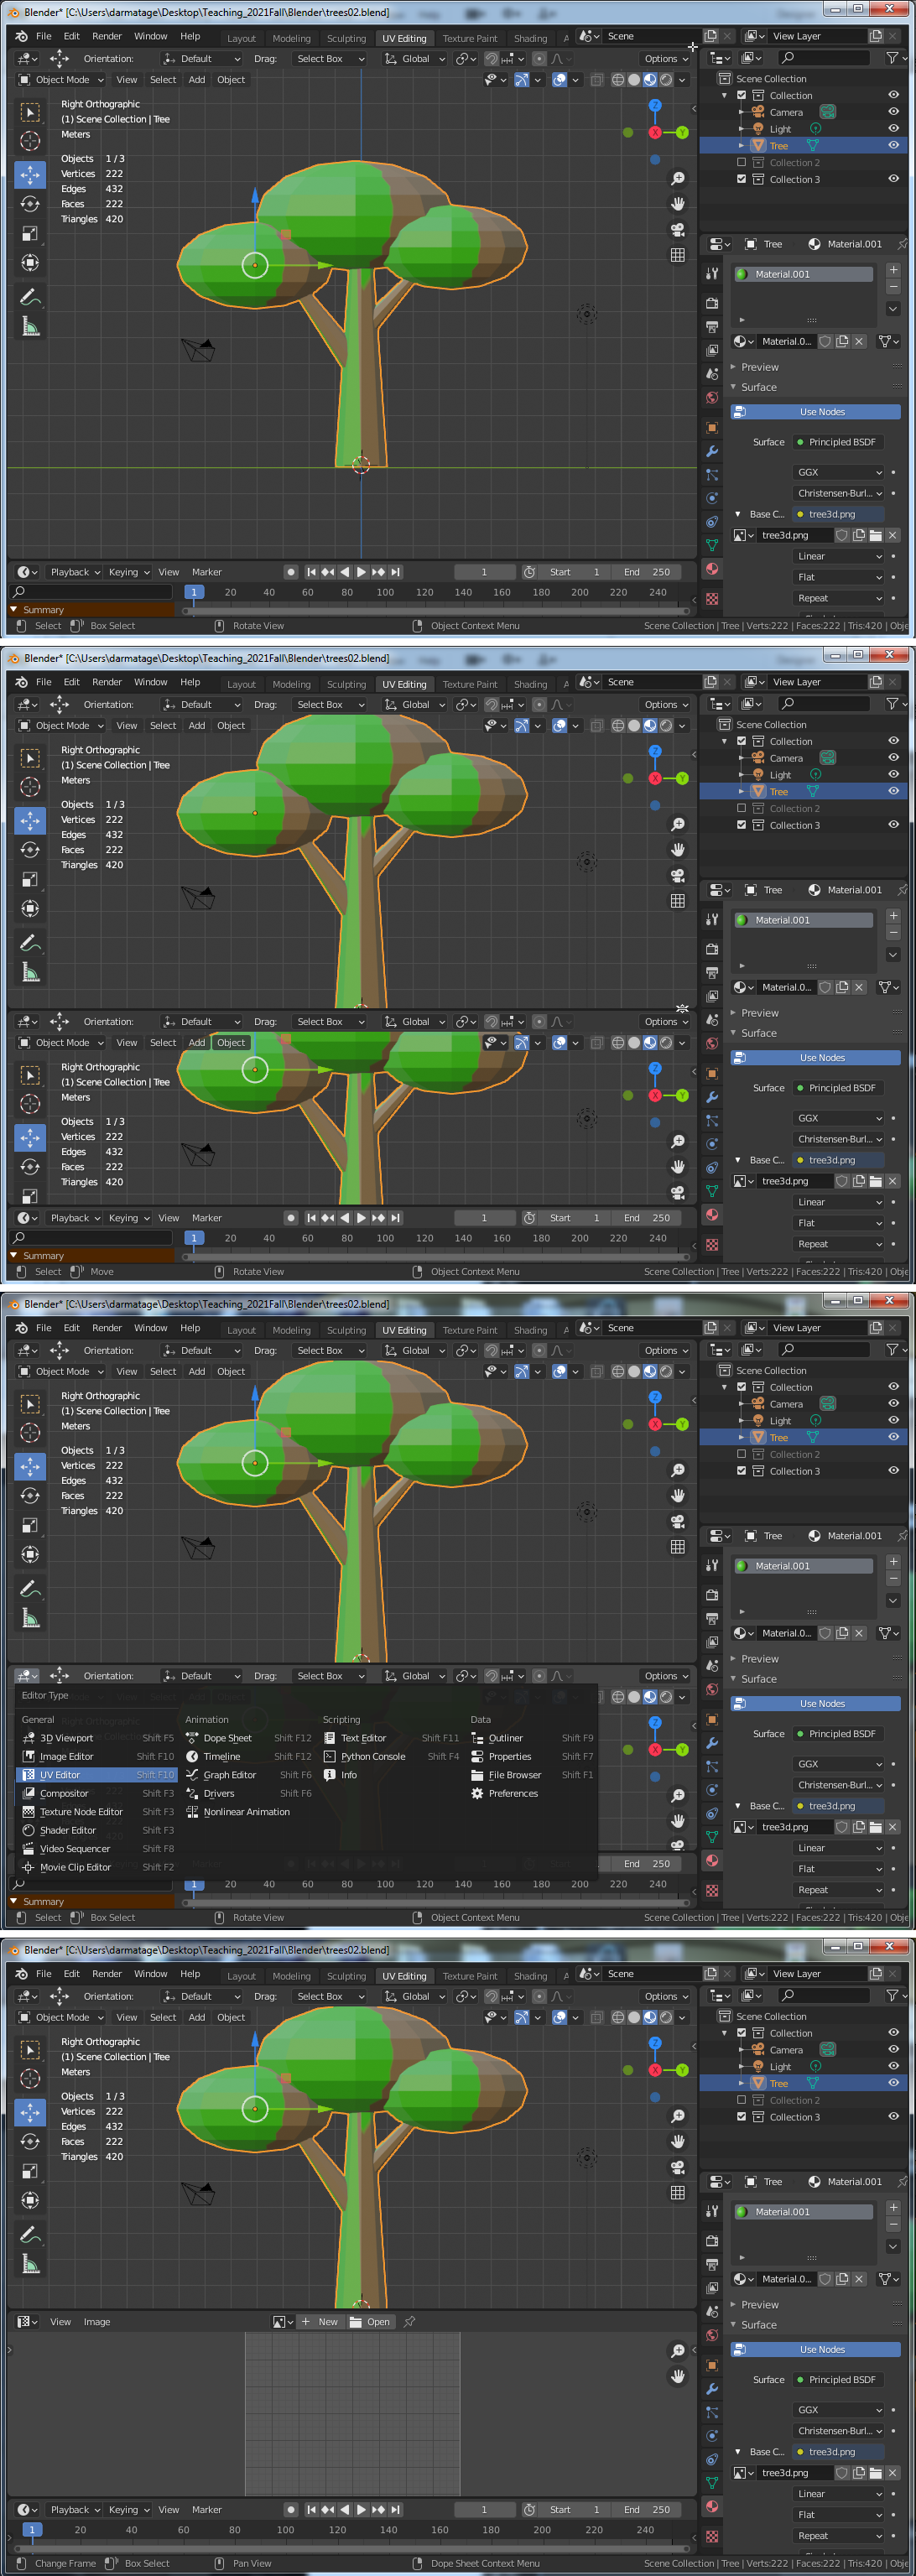 Blender* [C:\Users\darmatage\Desktop\Teaching_2021Fall\Blender\trees02.blend]
File Edit Render Window Help Layout Modeling Sculpting UV Editing Texture Paint Shading Scene View Layer
Orientation: Default Drag: Select Box Global Options
Object Mode View Select Add Object
Right Orthographic
(1) Scene Collection | Tree
Meters
Objects 1 / 3
Vertices 222
Edges 432
Faces 222
Triangles 420
Z
X
Y
Scene Collection
Collection
Camera
Light
Tree
Collection 2
Collection 3
Tree Material.001
Material.001
Material.0...
Preview
Surface
Use Nodes
Surface Principled BSDF
GGX
Christensen-Burl...
Base C... tree3d.png
tree3d.png
Linear
Flat
Repeat
Playback Keying View Marker 1 Start 1 End 250
1 20 40 60 80 100 120 140 160 180 200 220 240
Summary
Select Box Select Rotate View Object Context Menu Scene Collection | Tree | Verts:222 | Faces:222 | Tris:420 | Obje
Blender* [C:\Users\darmatage\Desktop\Teaching_2021Fall\Blender\trees02.blend]
File Edit Render Window Help Layout Modeling Sculpting UV Editing Texture Paint Shading Scene View Layer
Orientation: Default Drag: Select Box Global Options
Object Mode View Select Add Object
Right Orthographic
(1) Scene Collection | Tree
Meters
Objects 1 / 3
Vertices 222
Edges 432
Faces 222
Triangles 420
Z
X
Y
Orientation: Default Drag: Select Box Global Options
Object Mode View Select Add Object
Right Orthographic
(1) Scene Collection | Tree
Meters
Objects 1 / 3
Vertices 222
Edges 432
Faces 222
Triangles 420
Z
X
Y
Scene Collection
Collection
Camera
Light
Tree
Collection 2
Collection 3
Tree Material.001
Material.001
Material.0...
Preview
Surface
Use Nodes
Surface Principled BSDF
GGX
Christensen-Burl...
Base C... tree3d.png
tree3d.png
Linear
Flat
Repeat
Playback Keying View Marker 1 Start 1 End 250
1 20 40 60 80 100 120 140 160 180 200 220 240
Summary
Select Move Rotate View Object Context Menu Scene Collection | Tree | Verts:222 | Faces:222 | Tris:420 | Obje
Blender* [C:\Users\darmatage\Desktop\Teaching_2021Fall\Blender\trees02.blend]
File Edit Render Window Help Layout Modeling Sculpting UV Editing Texture Paint Shading Scene View Layer
Orientation: Default Drag: Select Box Global Options
Object Mode View Select Add Object
Right Orthographic
(1) Scene Collection | Tree
Meters
Objects 1 / 3
Vertices 222
Edges 432
Faces 222
Triangles 420
Z
X
Y
Orientation: Default Drag: Select Box Global Options
Editor Type
General Animation Scripting Data
3D Viewport Shift F5 Dope Sheet Shift F12 Text Editor Shift F11 Outliner Shift F9
Image Editor Shift F10 Timeline Shift F12 Python Console Shift F4 Properties Shift F7
UV Editor Shift F10 Graph Editor Shift F6 Info File Browser Shift F1
Compositor Shift F3 Drivers Shift F6 Preferences
Texture Node Editor Shift F3 Nonlinear Animation
Shader Editor Shift F3
Video Sequencer Shift F8
Movie Clip Editor Shift F2
Z
X
Y
Scene Collection
Collection
Camera
Light
Tree
Collection 2
Collection 3
Tree Material.001
Material.001
Material.0...
Preview
Surface
Use Nodes
Surface Principled BSDF
GGX
Christensen-Burl...
Base C... tree3d.png
tree3d.png
Linear
Flat
Repeat
End 250
1 20 40 60 80 100 120 140 160 180 200 220 240
Summary
Select Box Select Rotate View Object Context Menu Scene Collection | Tree | Verts:222 | Faces:222 | Tris:420 | Obje
Blender* [C:\Users\darmatage\Desktop\Teaching_2021Fall\Blender\trees02.blend]
File Edit Render Window Help Layout Modeling Sculpting UV Editing Texture Paint Shading Scene View Layer
Orientation: Default Drag: Select Box Global Options
Object Mode View Select Add Object
Right Orthographic
(1) Scene Collection | Tree
Meters
Objects 1 / 3
Vertices 222
Edges 432
Faces 222
Triangles 420
Z
X
Y
View Image New Open
Scene Collection
Collection
Camera
Light
Tree
Collection 2
Collection 3
Tree Material.001
Material.001
Material.0...
Preview
Surface
Use Nodes
Surface Principled BSDF
GGX
Christensen-Burl...
Base C... tree3d.png
tree3d.png
Linear
Flat
Repeat
Playback Keying View Marker 1 Start 1 End 250
1 20 40 60 80 100 120 140 160 180 200 220 240
Change Frame Box Select Pan View Dope Sheet Context Menu Scene Collection | Tree | Verts:222 | Faces:222 | Tris:420 | Obje